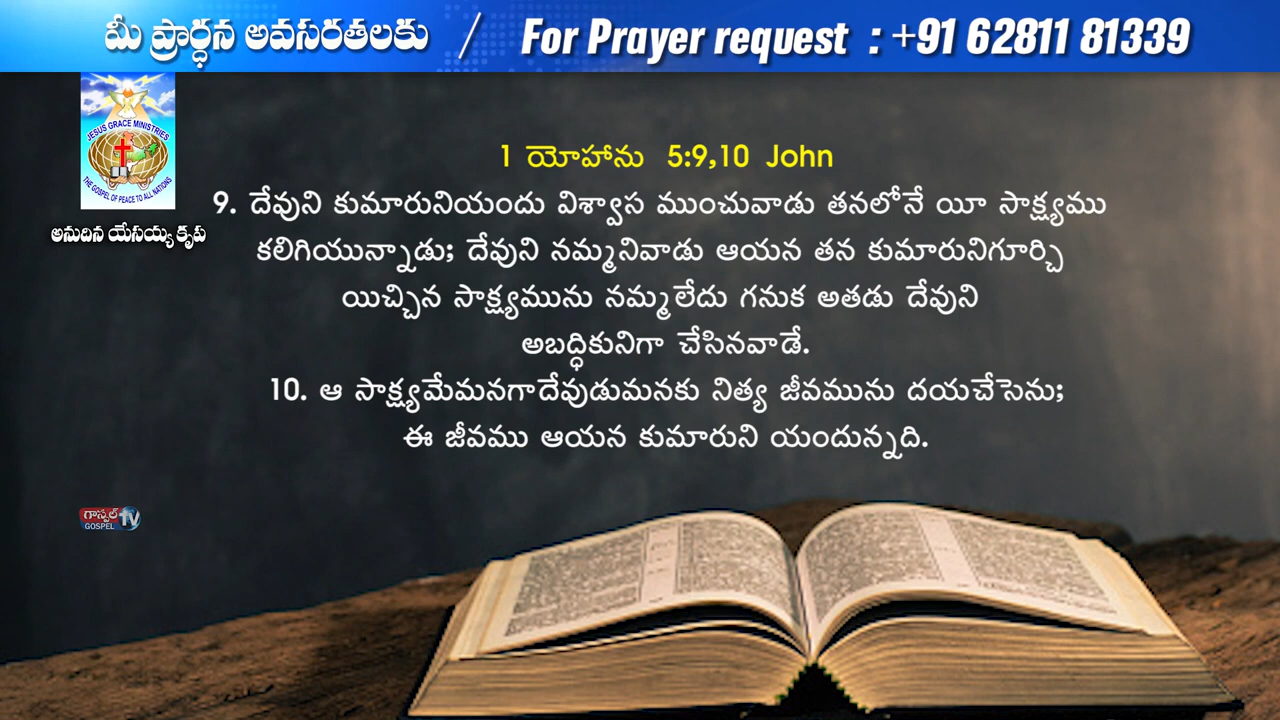 మీ ప్రార్ధన అవసరతలకు / For Prayer request : +91 62811 81339
JESUS GRACE MINISTRIES
THE GOSPEL OF PEACE TO ALL NATIONS
అనుదిన యేసయ్య కృప
1 యోహాను 5:9,10 John
9. దేవుని కుమారునియందు విశ్వాస ముంచువాడు తనలోనే యీ సాక్ష్యము
కలిగియున్నాడు; దేవుని నమ్మనివాడు ఆయన తన కుమారునిగూర్చి
యిచ్చిన సాక్ష్యమును నమ్మలేదు గనుక అతడు దేవుని
అబద్ధికునిగా చేసినవాడే.
10. ఆ సాక్ష్యమేమనగాదేవుడుమనకు నిత్య జీవమును దయచేసెను;
ఈ జీవము ఆయన కుమారుని యందున్నది.
గాస్పల్ TV
GOSPEL